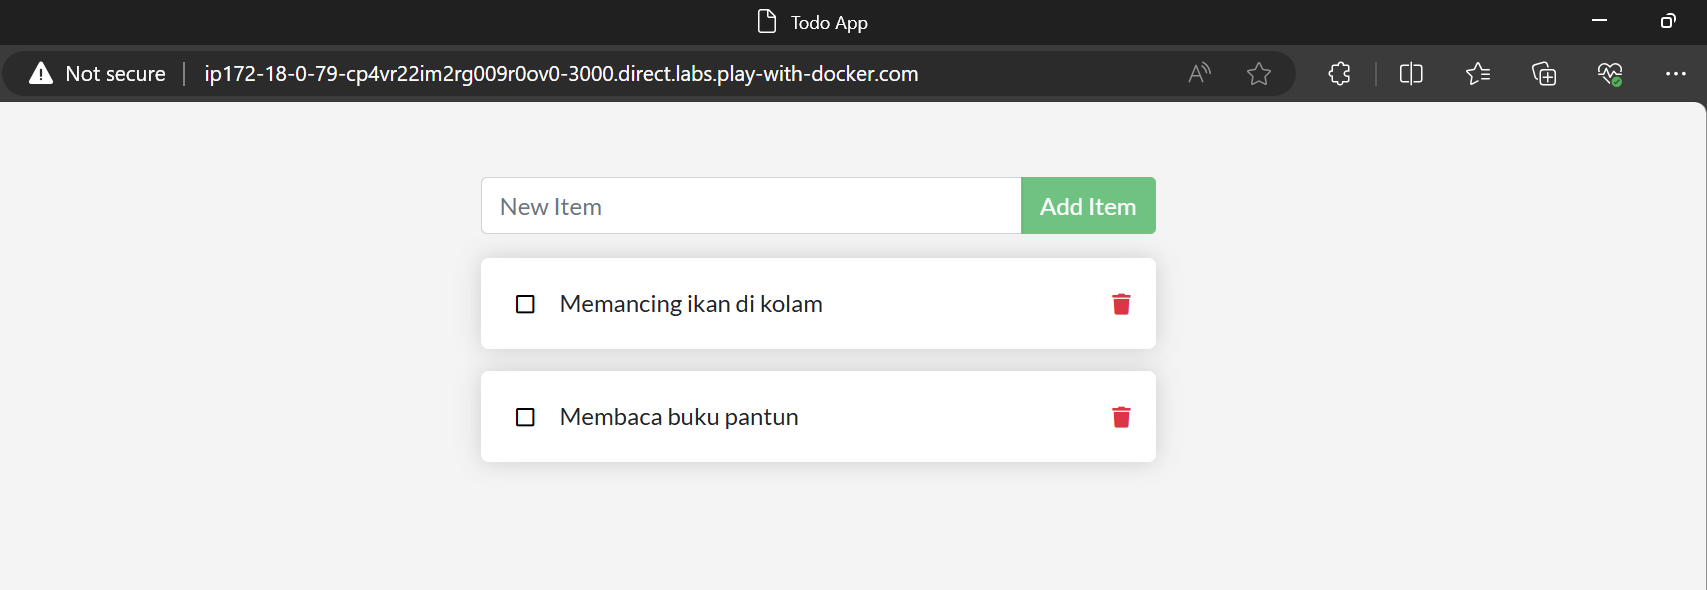 Todo App
Not secure
ip172-18-0-79-cp4vr22im2rg009r0ov0-3000.direct.labs.play-with-docker.com
New Item
Add Item
Memancing ikan di kolam
Membaca buku pantun